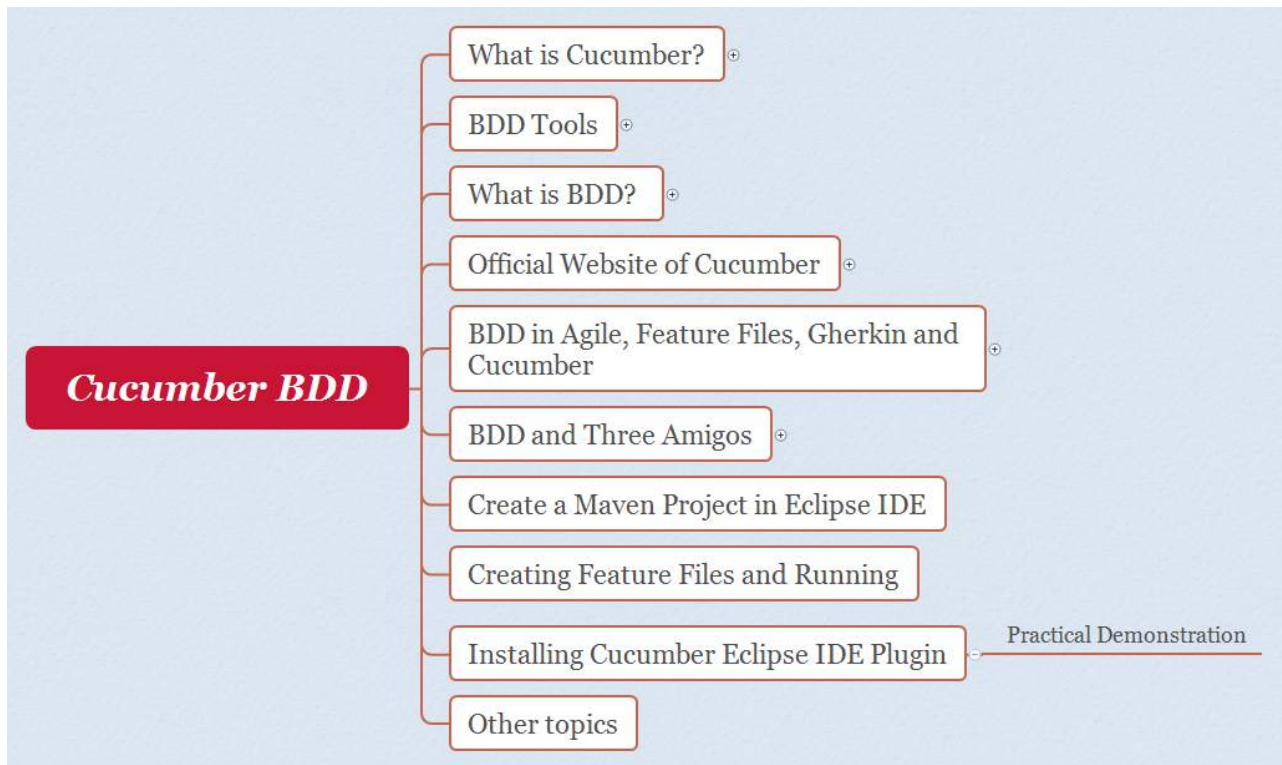 What is Cucumber?
BDD Tools
What is BDD?
Official Website of Cucumber
BDD in Agile, Feature Files, Gherkin and
Cucumber
Cucumber BDD
BDD and Three Amigos
Create a Maven Project in Eclipse IDE
Creating Feature Files and Running
Installing Cucumber Eclipse IDE Plugin
Practical Demonstration
Other topics